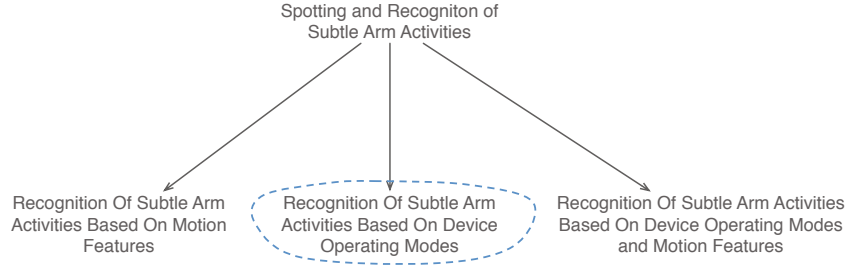 Spotting and Recogniton of
Subtle Arm Activities
Recognition Of Subtle Arm
Activities Based On Motion
Features
Recognition Of Subtle Arm
Activities Based On Device
Operating Modes
Recognition Of Subtle Arm Activities
Based On Device Operating Modes
and Motion Features